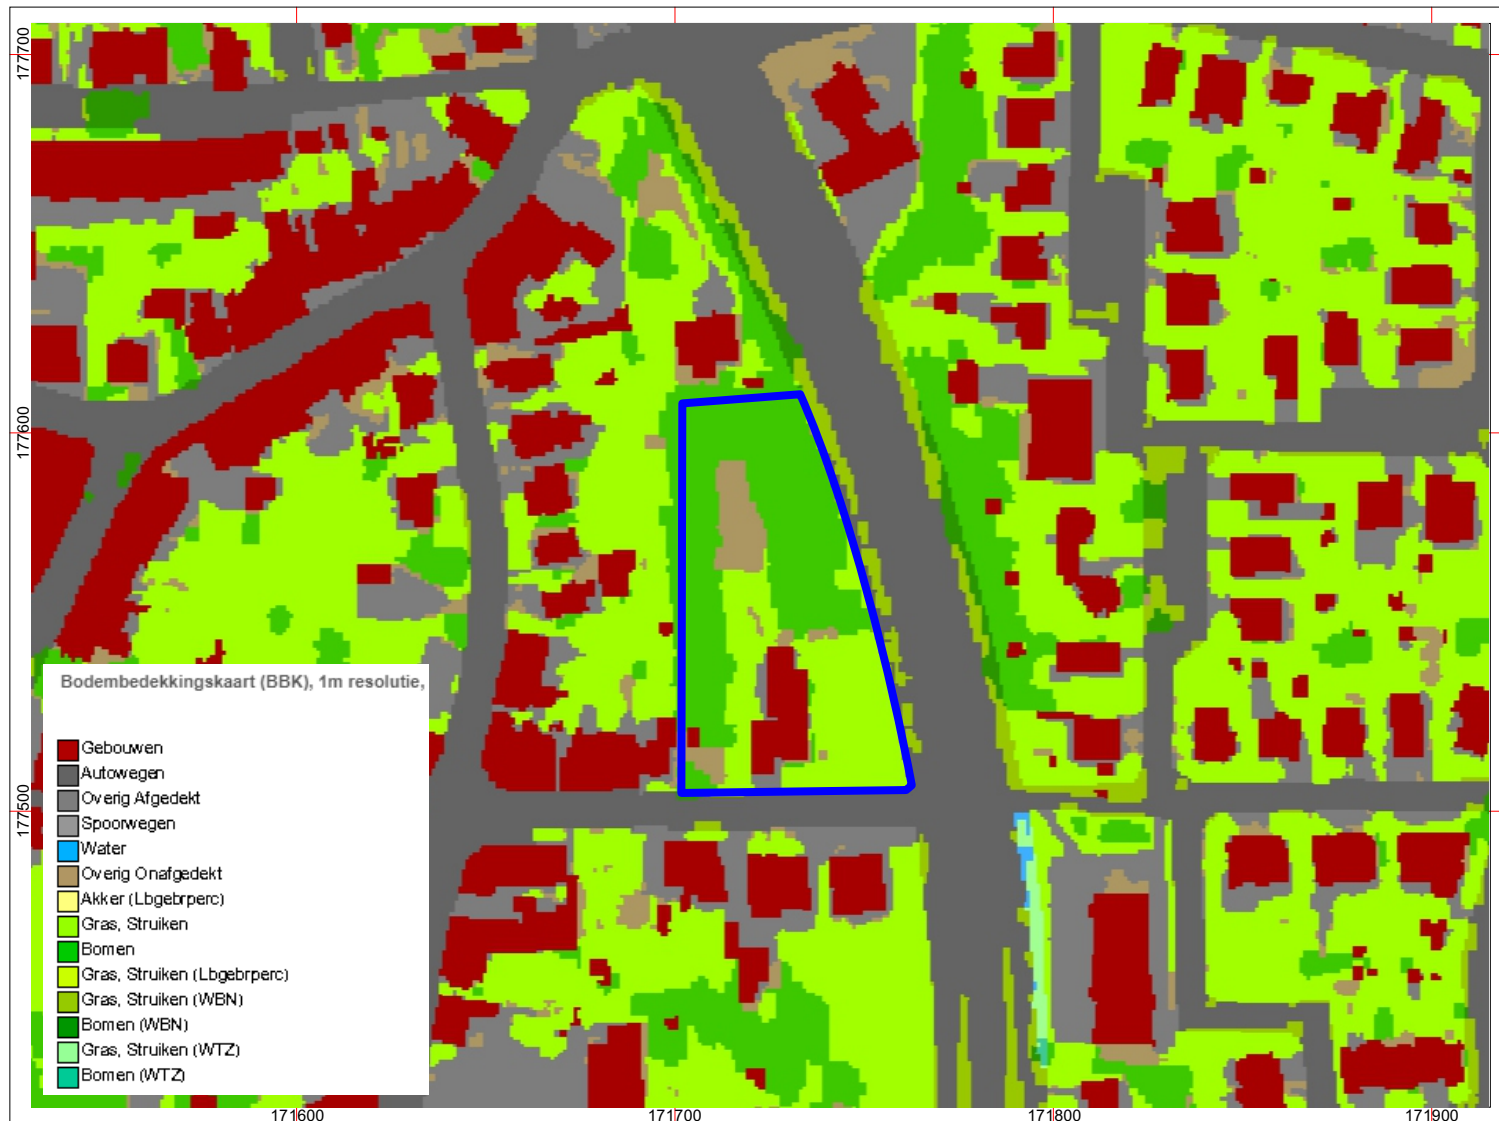 177700
177600
177500
Bodembedekkingskaart (BBK), 1m resolutie,
Gebouwen
Autowegen
Overig Afgedekt
Spoorwegen
Water
Overig Onafgedekt
Akker (Lbgebrperc)
Gras, Struiken
Bomen
Gras, Struiken (Lbgebrperc)
Gras, Struiken (WBN)
Bomen (WBN)
Gras, Struiken (WTZ)
Bomen (WTZ)
171600 171700 171800 171900